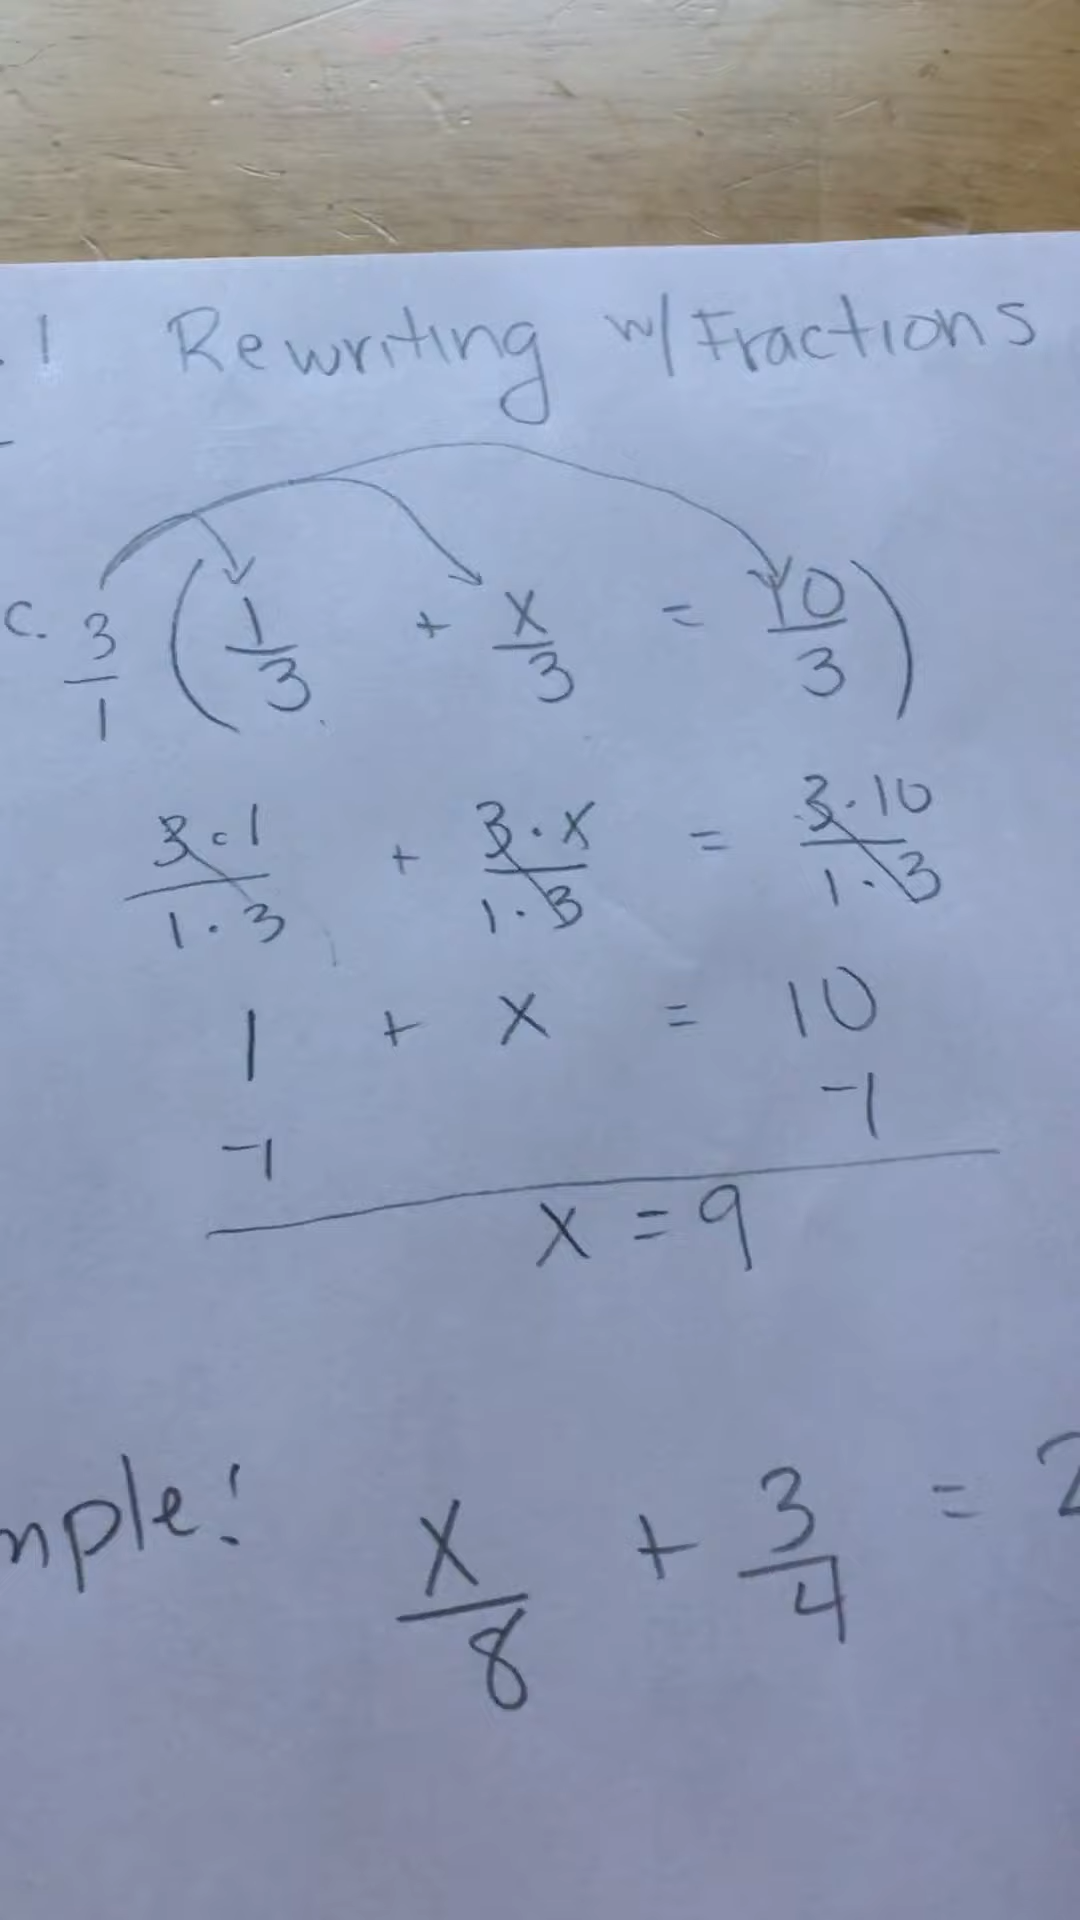 . 1 Rewriting w/ Fractions
c. 3/1 (1/3 + x/3 = 10/3)
3·1/1·3 + 3·x/1·3 = 3·10/1·3
1 + x = 10
-1 -1
x = 9
mple! x/8 + 3/4 =